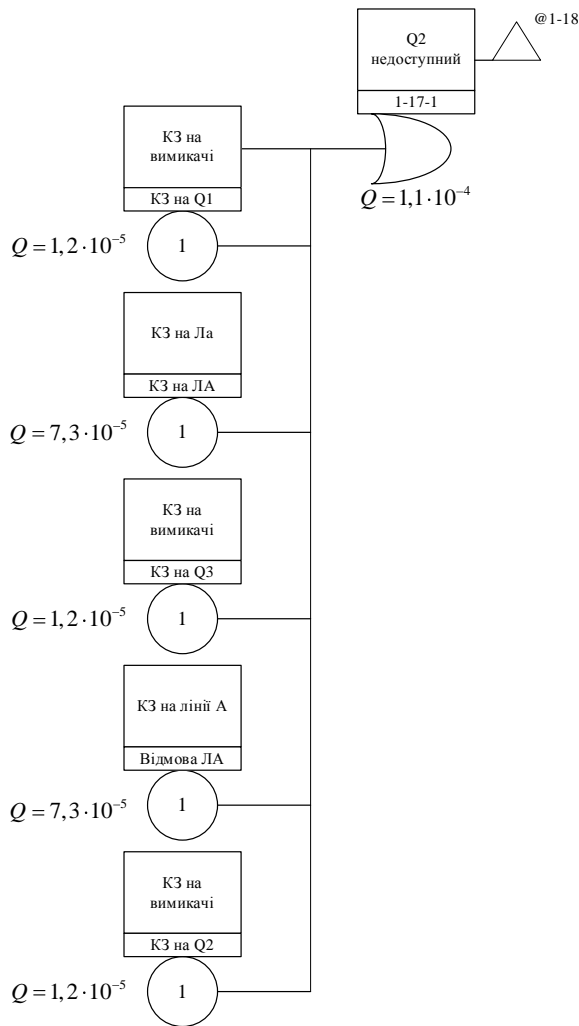 @1-18
Q2
недоступний
1-17-1
Q = 1,1·10⁻⁴
КЗ на
вимикачі
КЗ на Q1
Q = 1,2·10⁻⁵
1
КЗ на Ла
КЗ на ЛА
Q = 7,3·10⁻⁵
1
КЗ на
вимикачі
КЗ на Q3
Q = 1,2·10⁻⁵
1
КЗ на лінії А
Відмова ЛА
Q = 7,3·10⁻⁵
1
КЗ на
вимикачі
КЗ на Q2
Q = 1,2·10⁻⁵
1